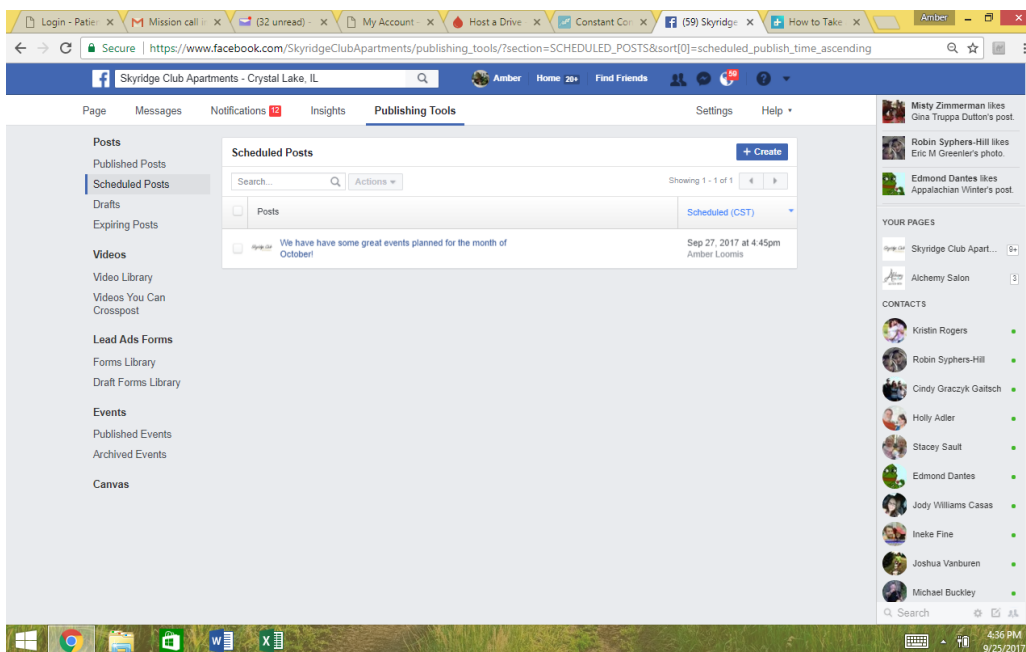 Login - Patier
Mission call i
(32 unread) -
My Account -
Host a Drive
Constant Con
(59) Skyridge
How to Take
Amber
Secure | https://www.facebook.com/SkyridgeClubApartments/publishing_tools/?section=SCHEDULED_POSTS&sort[0]=scheduled_publish_time_ascending
Skyridge Club Apartments - Crystal Lake, IL
Amber Home 20+ Find Friends 59
Page Messages Notifications 12 Insights Publishing Tools Settings Help
Posts
Published Posts
Scheduled Posts
Drafts
Expiring Posts
Videos
Video Library
Videos You Can
Crosspost
Lead Ads Forms
Forms Library
Draft Forms Library
Events
Published Events
Archived Events
Canvas
Scheduled Posts
+ Create
Search... Actions
Showing 1 - 1 of 1
Posts Scheduled (CST)
We have have some great events planned for the month of
October!
Sep 27, 2017 at 4:45pm
Amber Loomis
Misty Zimmerman likes
Gina Truppa Dutton's post.
Robin Syphers-Hill likes
Eric M Greenler's photo.
Edmond Dantes likes
Appalachian Winter's post.
YOUR PAGES
Skyridge Club Apart... 9+
Alchemy Salon 3
CONTACTS
Kristin Rogers
Robin Syphers-Hill
Cindy Graczyk Gaitsch
Holly Adler
Stacey Sault
Edmond Dantes
Jody Williams Casas
Ineke Fine
Joshua Vanburen
Michael Buckley
Search
4:36 PM
9/25/2017